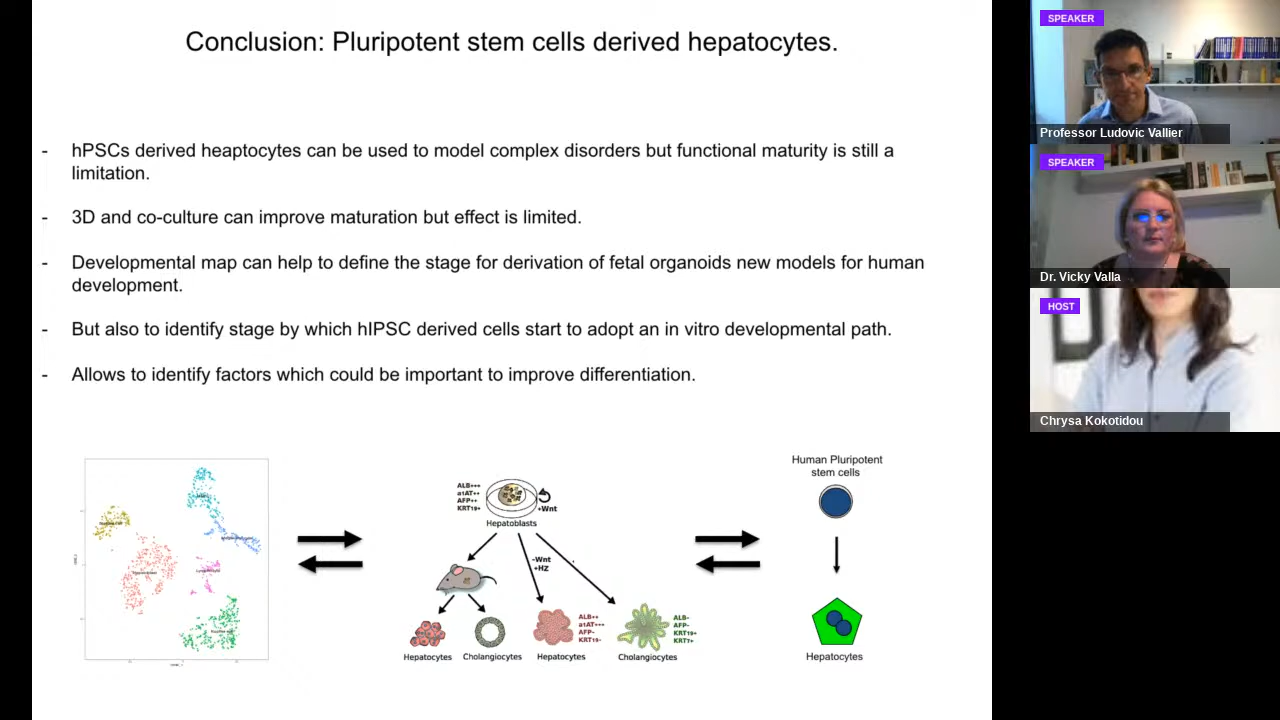 Conclusion: Pluripotent stem cells derived hepatocytes.
- hPSCs derived heaptocytes can be used to model complex disorders but functional maturity is still a
limitation.
- 3D and co-culture can improve maturation but effect is limited.
- Developmental map can help to define the stage for derivation of fetal organoids new models for human
development.
- But also to identify stage by which hIPSC derived cells start to adopt an in vitro developmental path.
- Allows to identify factors which could be important to improve differentiation.
ALB+++
a1AT++
AFP++
KRT19+
+Wnt
Hepatoblasts
-Wnt
+HZ
ALB++
a1AT+++
AFP-
KRT19-
ALB-
AFP-
KRT19+
KRT7+
Hepatocytes
Cholangiocytes
Hepatocytes
Cholangiocytes
Human Pluripotent
stem cells
Hepatocytes
SPEAKER
Professor Ludovic Vallier
SPEAKER
Dr. Vicky Valla
HOST
Chrysa Kokotidou